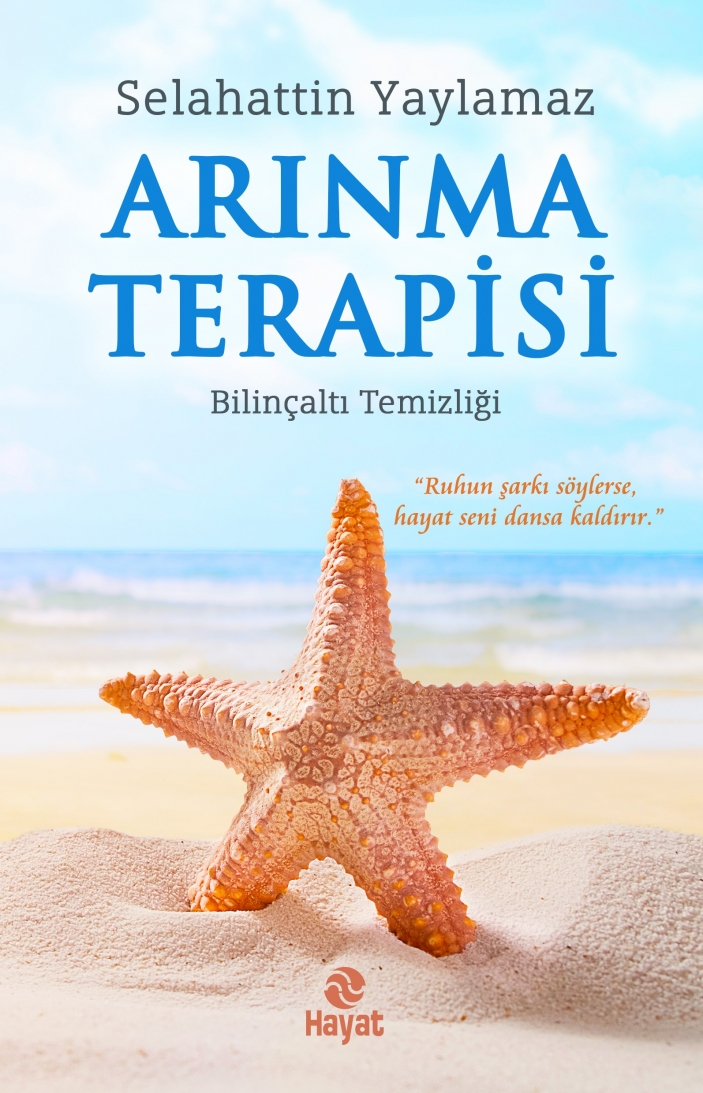 Selahattin Yaylamaz
ARINMA
TERAPİSİ
Bilinçaltı Temizliği
“Ruhun şarkı söylerse,
hayat seni dansa kaldırır.”
Hayat